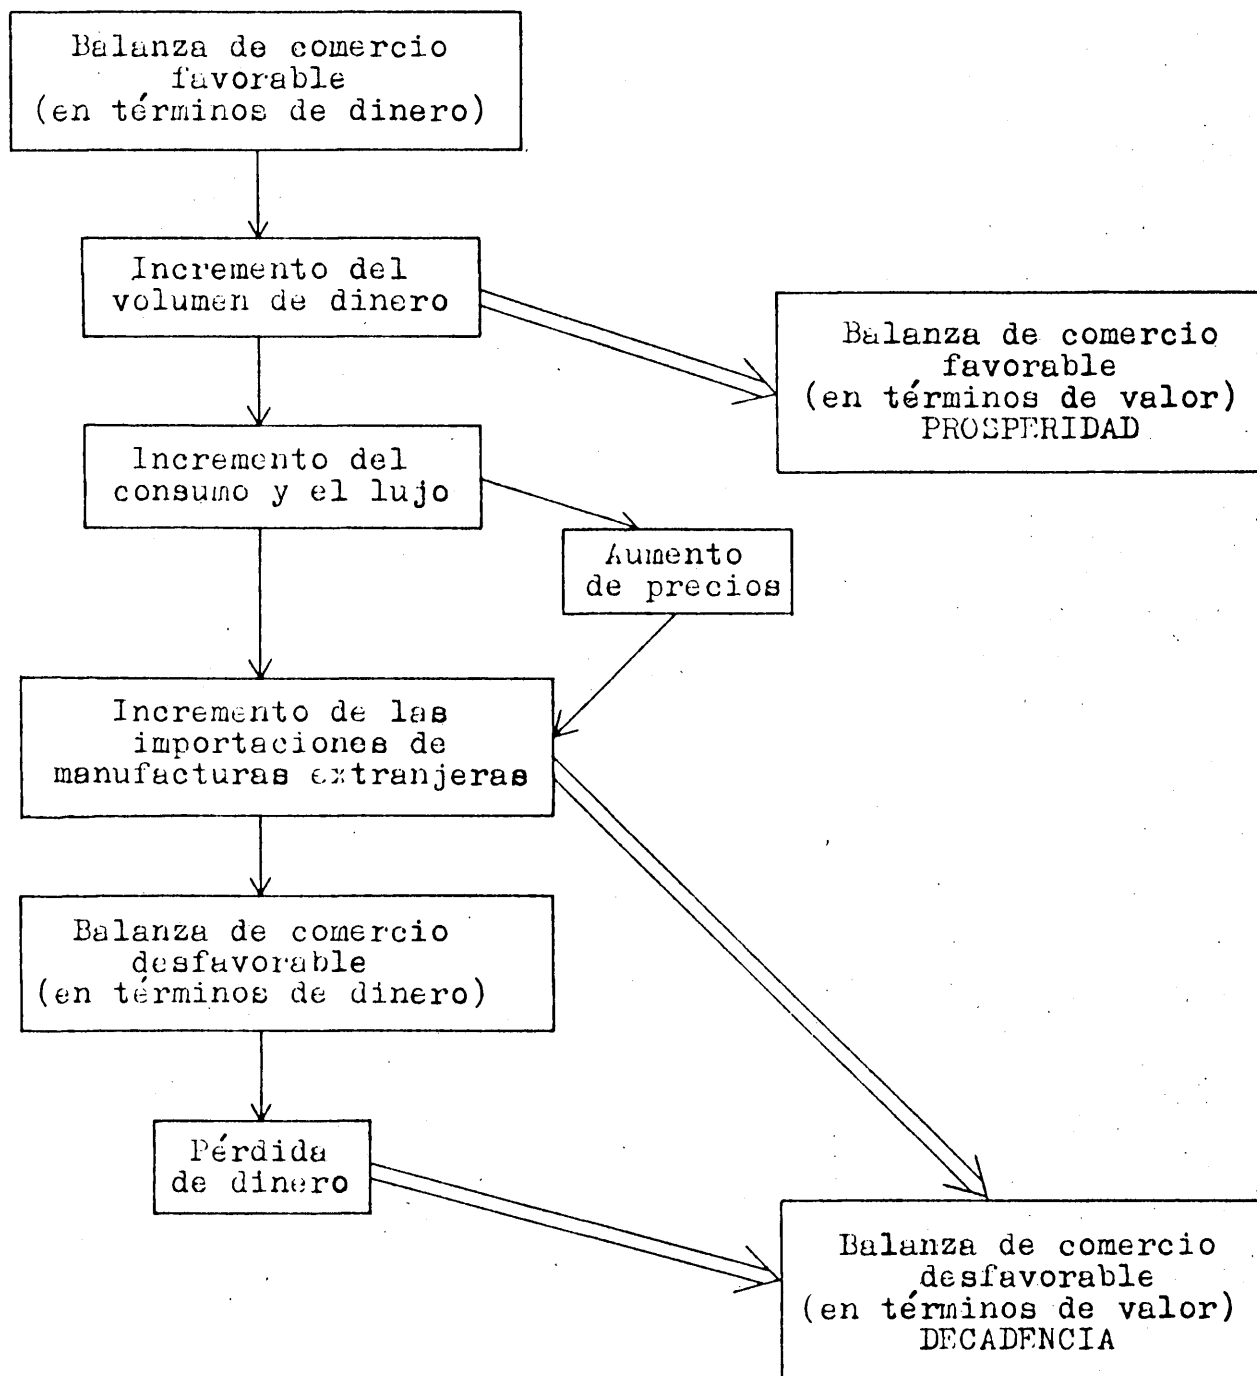 Balanza de comercio
favorable
(en términos de dinero)
Incremento del
volumen de dinero
Balanza de comercio
favorable
(en términos de valor)
PROSPERIDAD
Incremento del
consumo y el lujo
Aumento
de precios
Incremento de las
importaciones de
manufacturas extranjeras
Balanza de comercio
desfavorable
(en términos de dinero)
Pérdida
de dinero
Balanza de comercio
desfavorable
(en términos de valor)
DECADENCIA